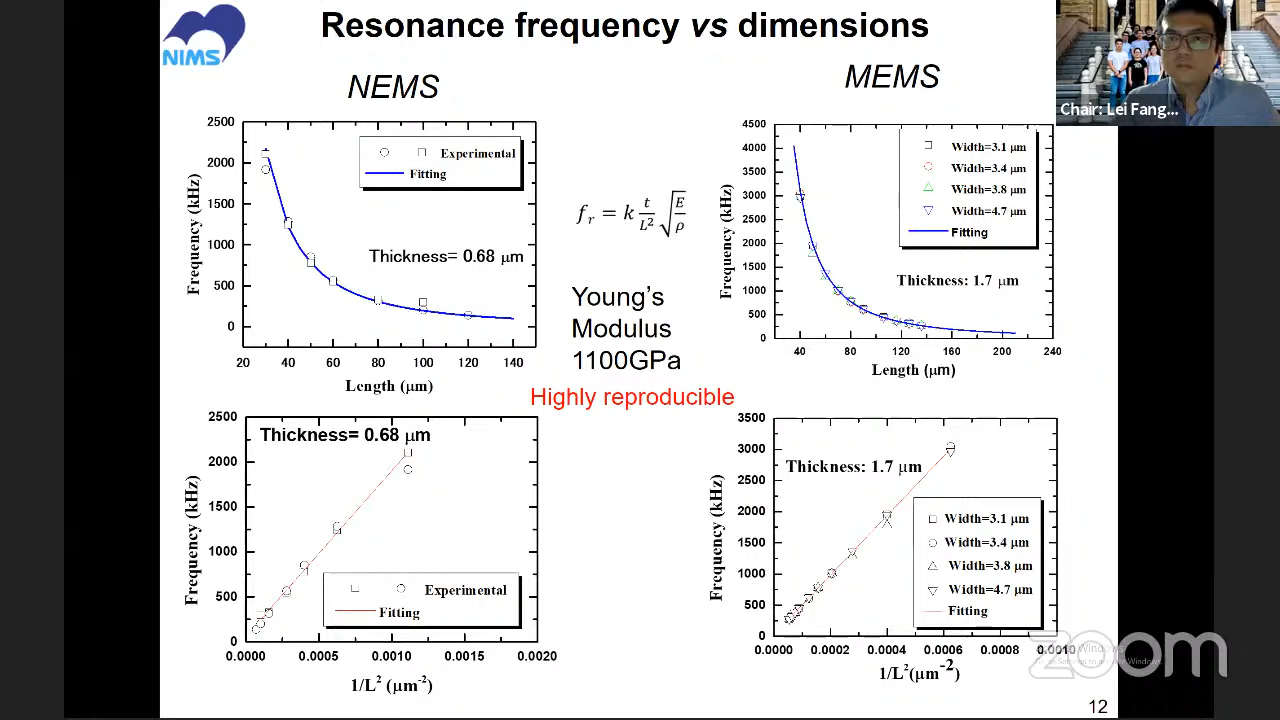 Resonance frequency vs dimensions
NIMS
NEMS
MEMS
Chair: Lei Fang...
2500
2000
1500
1000
500
0
20 40 60 80 100 120 140
Frequency (kHz)
Length (μm)
Experimental
Fitting
Thickness= 0.68 μm
f_r = k t/L² √E/ρ
Young's
Modulus
1100GPa
Highly reproducible
4500
4000
3500
3000
2500
2000
1500
1000
500
0
40 80 120 160 200 240
Frequency (kHz)
Length (μm)
Width=3.1 μm
Width=3.4 μm
Width=3.8 μm
Width=4.7 μm
Fitting
Thickness: 1.7 μm
2500
2000
1500
1000
500
0
0.0000 0.0005 0.0010 0.0015 0.0020
Frequency (kHz)
1/L² (μm⁻²)
Thickness= 0.68 μm
Experimental
Fitting
3500
3000
2500
2000
1500
1000
500
0
0.0000 0.0002 0.0004 0.0006 0.0008 0.0010
Frequency (kHz)
1/L²(μm⁻²)
Thickness: 1.7 μm
Width=3.1 μm
Width=3.4 μm
Width=3.8 μm
Width=4.7 μm
Fitting
zoom
12